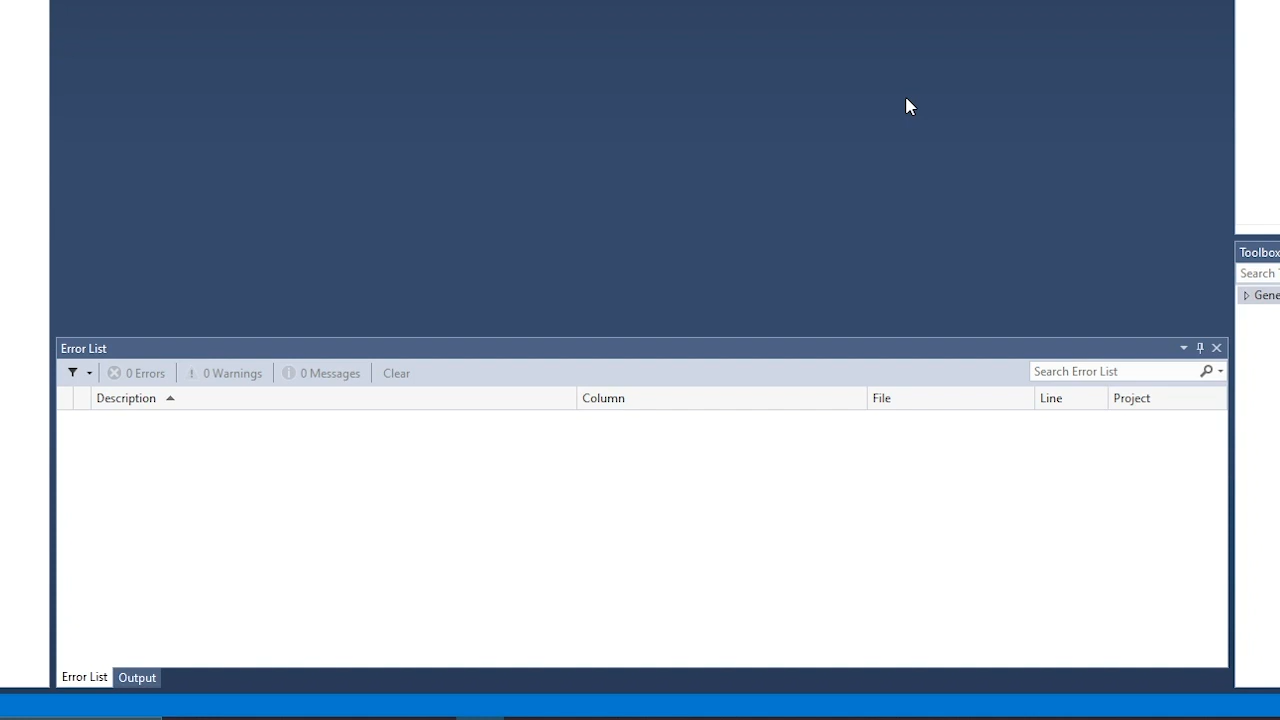 Toolbox
Search
Gene
Error List
0 Errors
0 Warnings
0 Messages
Clear
Search Error List
Description
Column
File
Line
Project
Error List
Output